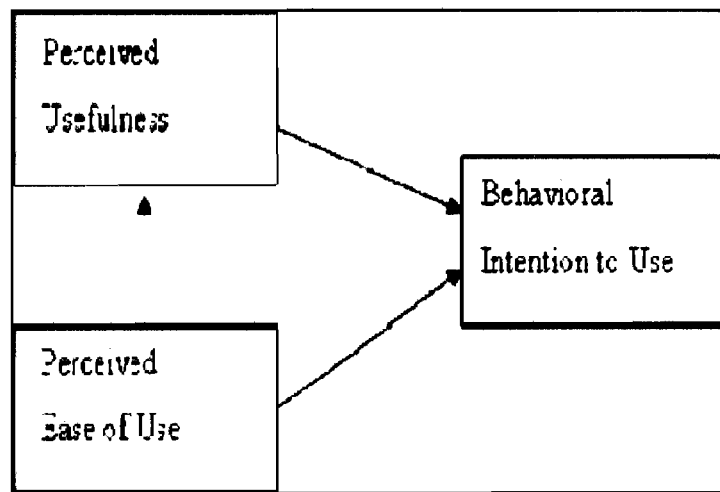 Perceived
Usefulness
Behavioral
Intention to Use
Perceived
Ease of Use